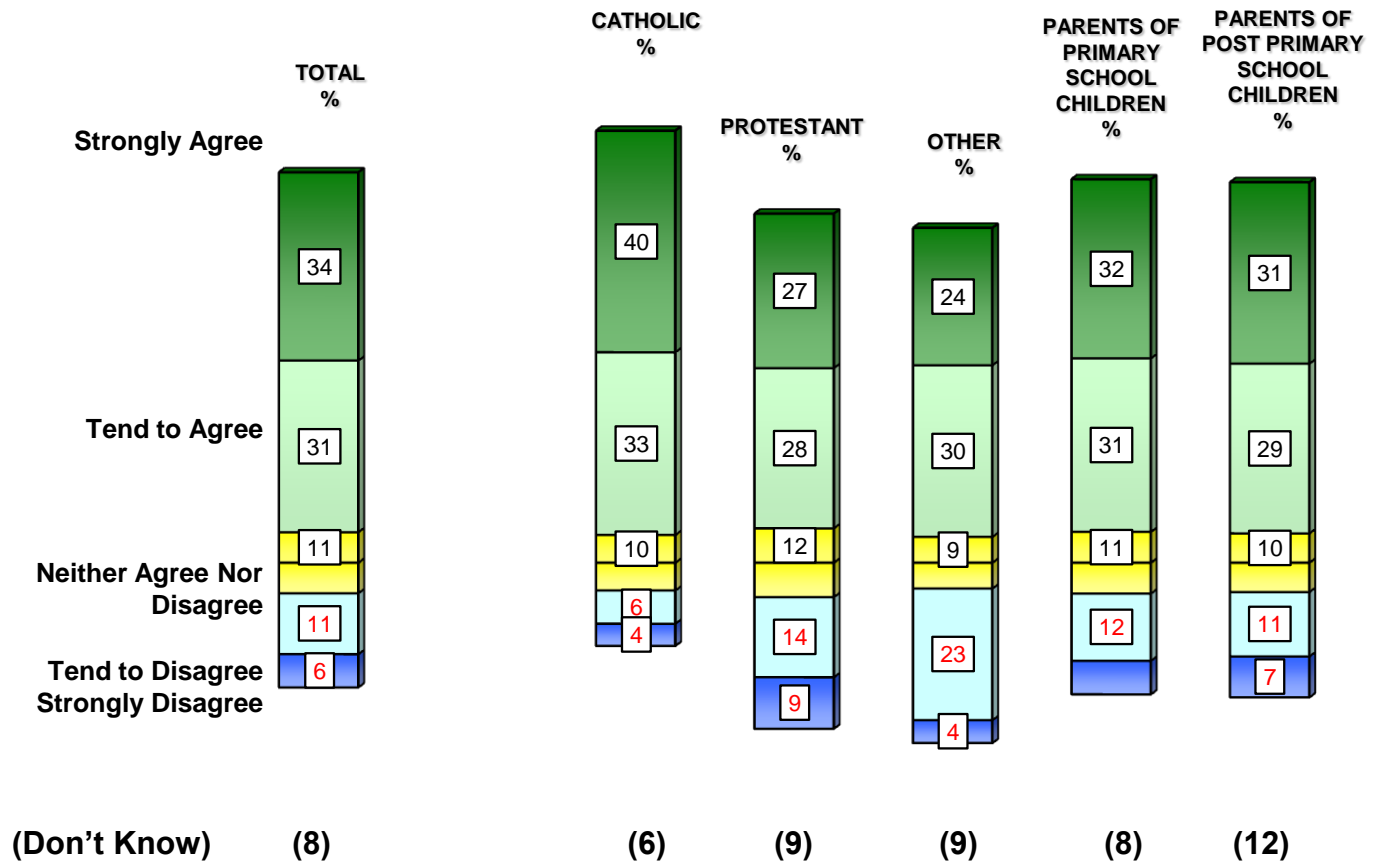 TOTAL
%
CATHOLIC
%
PROTESTANT
%
OTHER
%
PARENTS OF
PRIMARY
SCHOOL
CHILDREN
%
PARENTS OF
POST PRIMARY
SCHOOL
CHILDREN
%
Strongly Agree
34
40
27
24
32
31
Tend to Agree
31
33
28
30
31
29
Neither Agree Nor
Disagree
11
10
12
9
11
10
Tend to Disagree
11
6
14
23
12
11
Strongly Disagree
6
4
9
4
7
(Don’t Know)
(8)
(6)
(9)
(9)
(8)
(12)